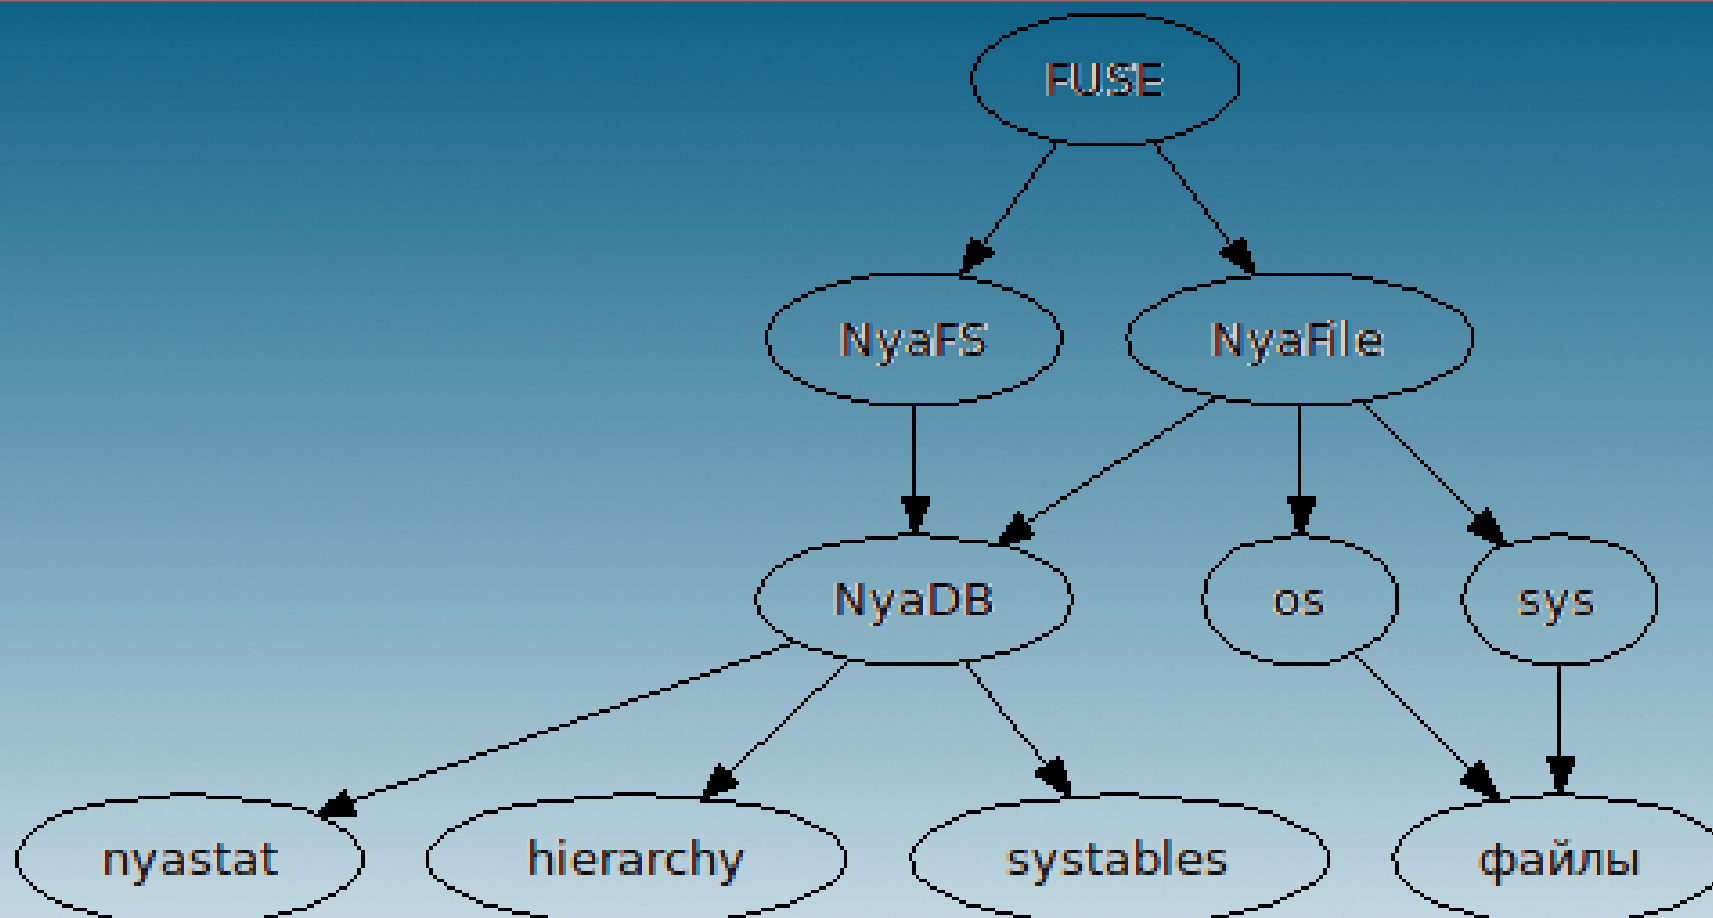 FUSE
NyaFS
NyaFile
NyaDB
os
sys
nyastat
hierarchy
systables
файлы